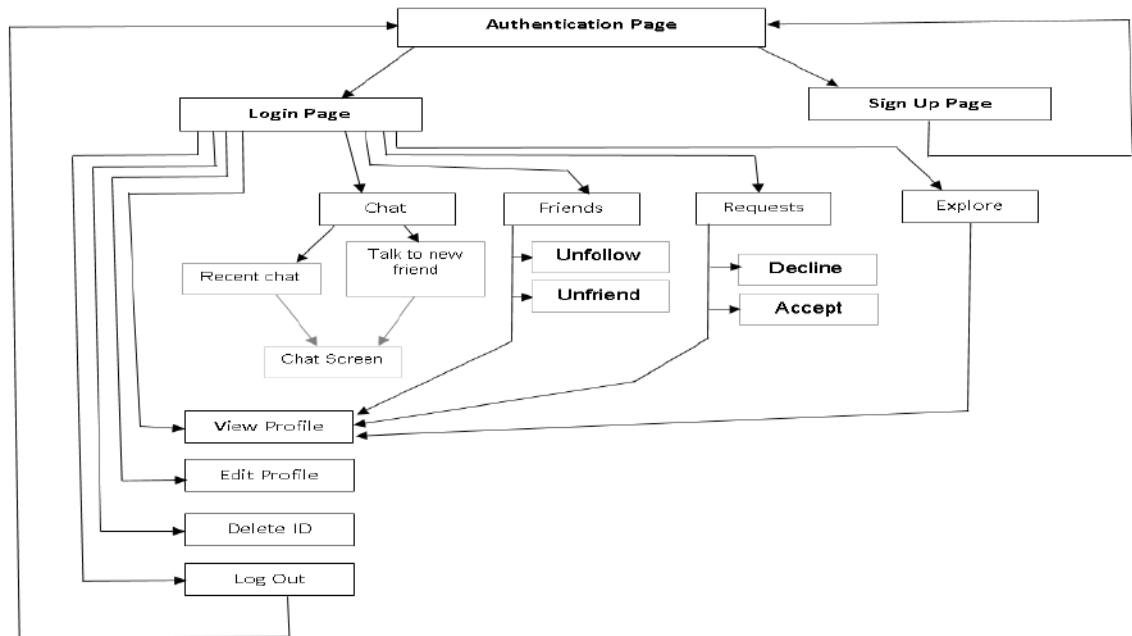 Authentication Page
Login Page
Sign Up Page
Chat
Friends
Requests
Explore
Recent chat
Talk to new
friend
Unfollow
Unfriend
Decline
Accept
Chat Screen
View Profile
Edit Profile
Delete ID
Log Out